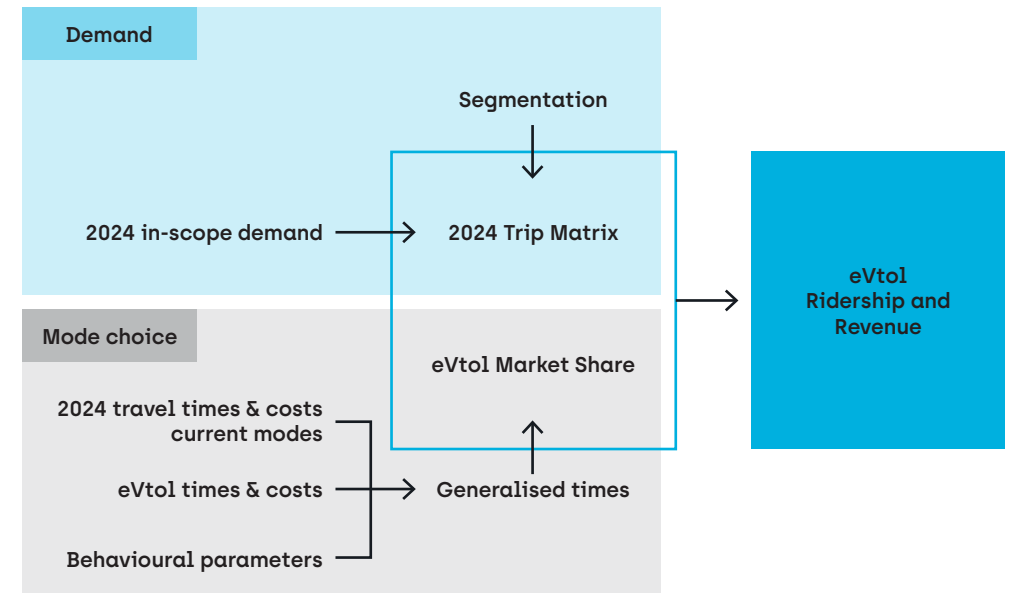 Demand
Segmentation
2024 in-scope demand
2024 Trip Matrix
eVtol
Ridership and
Revenue
Mode choice
eVtol Market Share
2024 travel times & costs
current modes
eVtol times & costs
Generalised times
Behavioural parameters